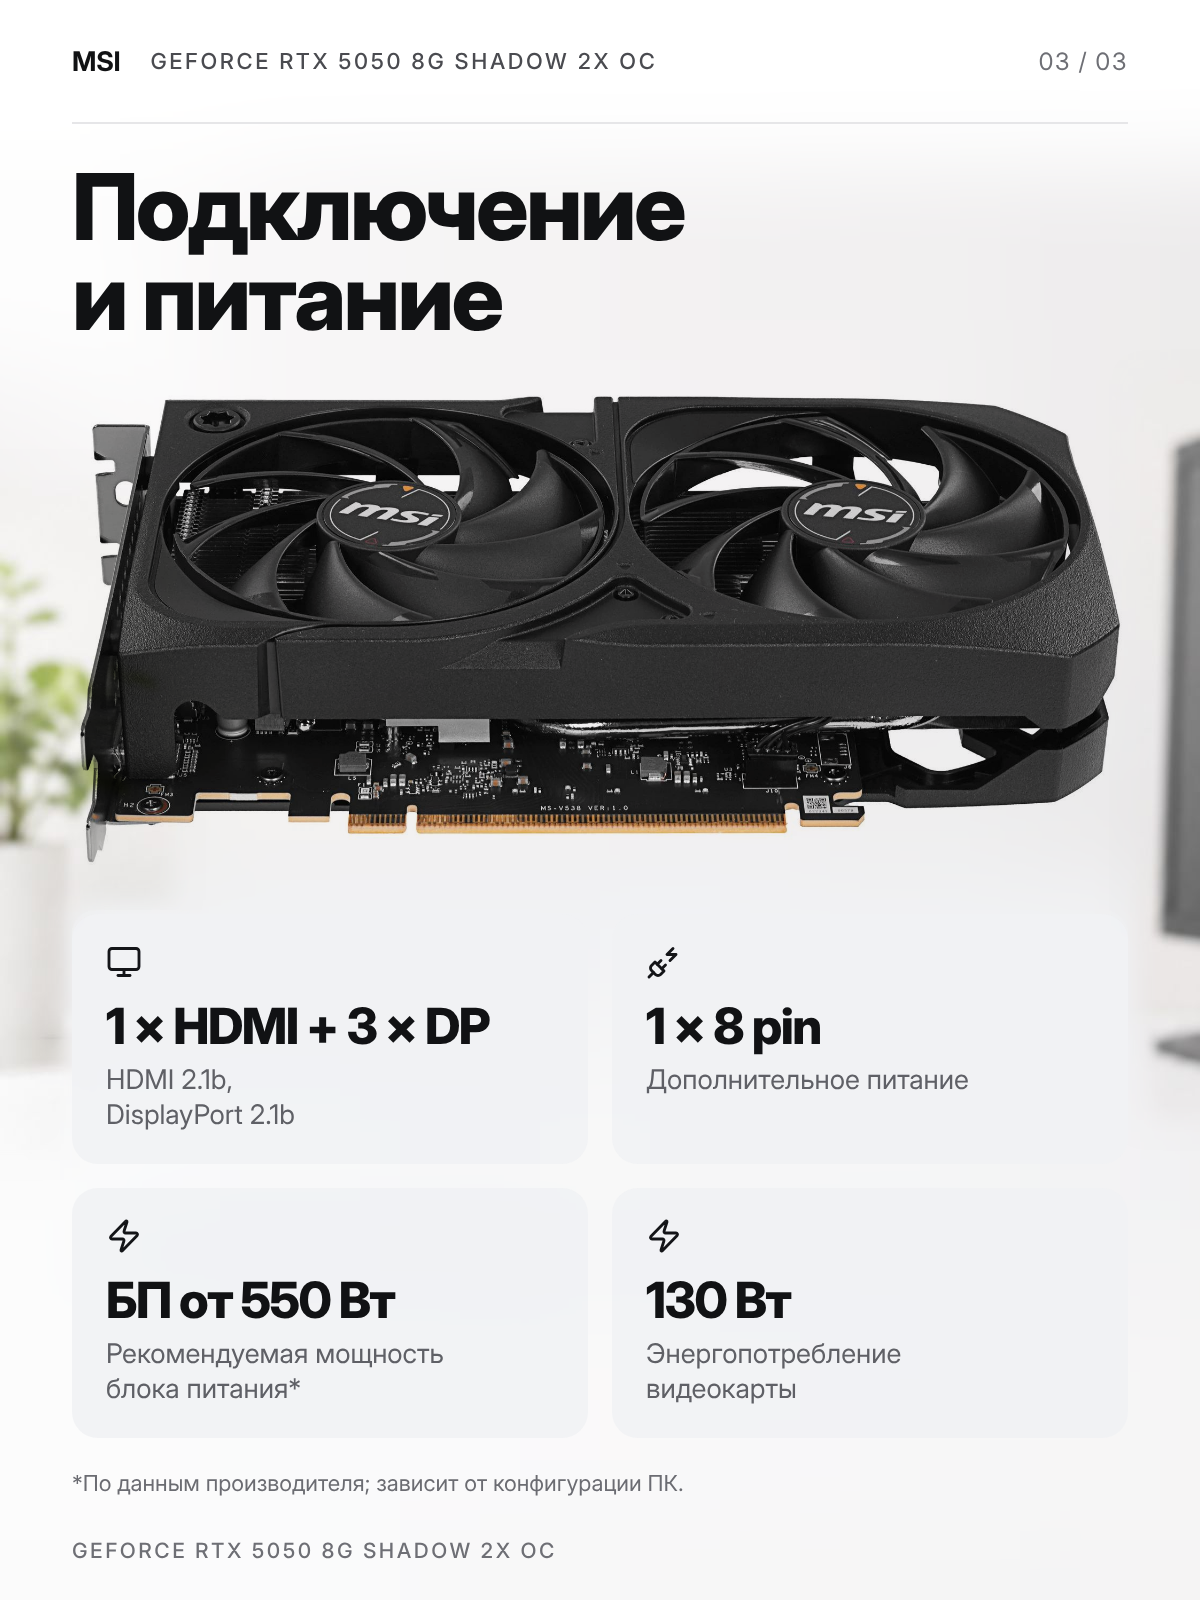 MSI GEFORCE RTX 5050 8G SHADOW 2X OC 03 / 03
Подключение
и питание
msi msi
MS-V538 VER:1.0
H2
1 × HDMI + 3 × DP
HDMI 2.1b,
DisplayPort 2.1b
1 × 8 pin
Дополнительное питание
БП от 550 Вт
Рекомендуемая мощность
блока питания*
130 Вт
Энергопотребление
видеокарты
*По данным производителя; зависит от конфигурации ПК.
GEFORCE RTX 5050 8G SHADOW 2X OC